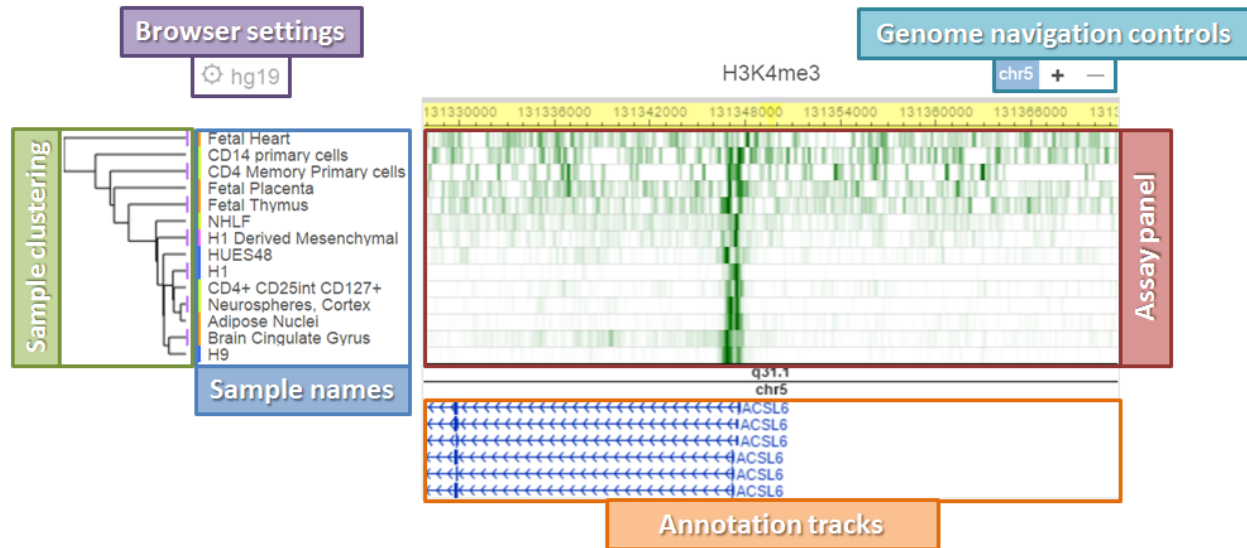 Browser settings
Genome navigation controls
hg19
H3K4me3
chr5 + —
131330000 131336000 131342000 131348000 131354000 131360000 131366000
Sample clustering
Fetal Heart
CD14 primary cells
CD4 Memory Primary cells
Fetal Placenta
Fetal Thymus
NHLF
H1 Derived Mesenchymal
HUES48
H1
CD4+ CD25int CD127+
Neurospheres, Cortex
Adipose Nuclei
Brain Cingulate Gyrus
H9
Assay panel
Sample names
q31.1
chr5
ACSL6
ACSL6
ACSL6
ACSL6
ACSL6
ACSL6
Annotation tracks